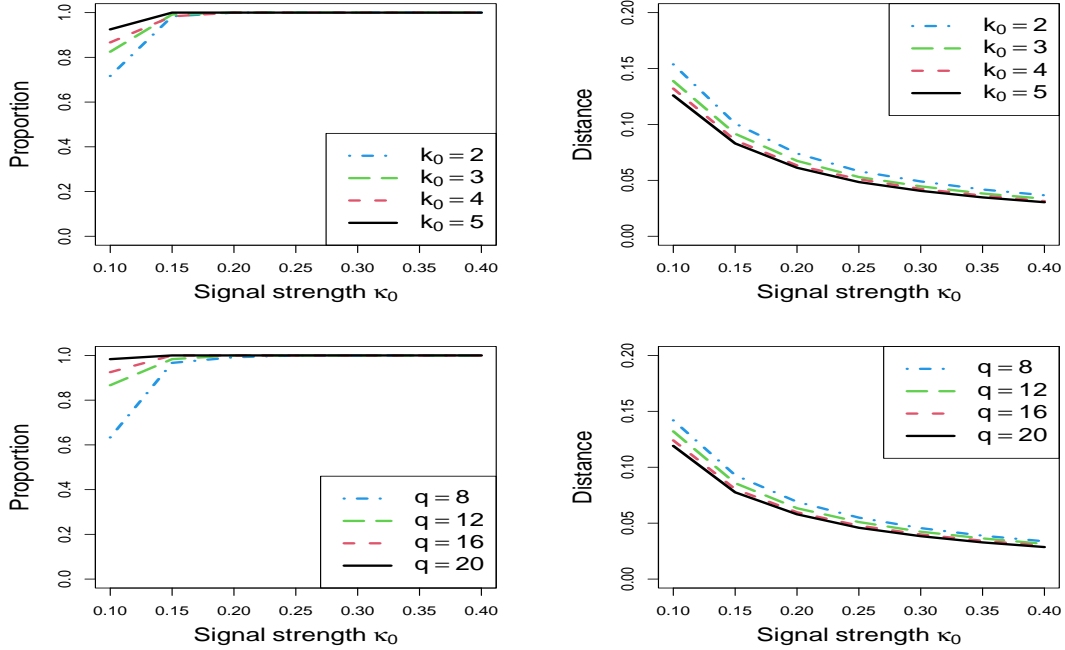 Proportion
1.0
0.8
0.6
0.4
0.2
0.0
k₀ = 2
k₀ = 3
k₀ = 4
k₀ = 5
0.10 0.15 0.20 0.25 0.30 0.35 0.40
Signal strength κ₀
Distance
0.20
0.15
0.10
0.05
0.00
k₀ = 2
k₀ = 3
k₀ = 4
k₀ = 5
0.10 0.15 0.20 0.25 0.30 0.35 0.40
Signal strength κ₀
Proportion
1.0
0.8
0.6
0.4
0.2
0.0
q = 8
q = 12
q = 16
q = 20
0.10 0.15 0.20 0.25 0.30 0.35 0.40
Signal strength κ₀
Distance
0.20
0.15
0.10
0.05
0.00
q = 8
q = 12
q = 16
q = 20
0.10 0.15 0.20 0.25 0.30 0.35 0.40
Signal strength κ₀